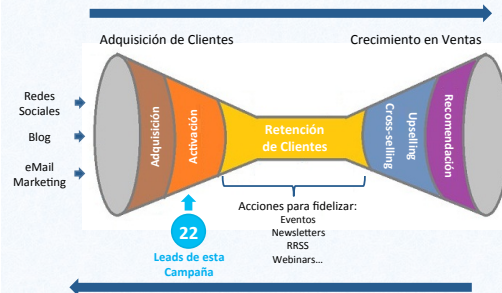 Adquisición de Clientes
Crecimiento en Ventas
Redes
Sociales
Blog
eMail
Marketing
Adquisición
Activación
Retención
de Clientes
Cross-selling
Upselling
Recomendación
Acciones para fidelizar:
Eventos
Newsletters
RRSS
Webinars...
22
Leads de esta
Campaña